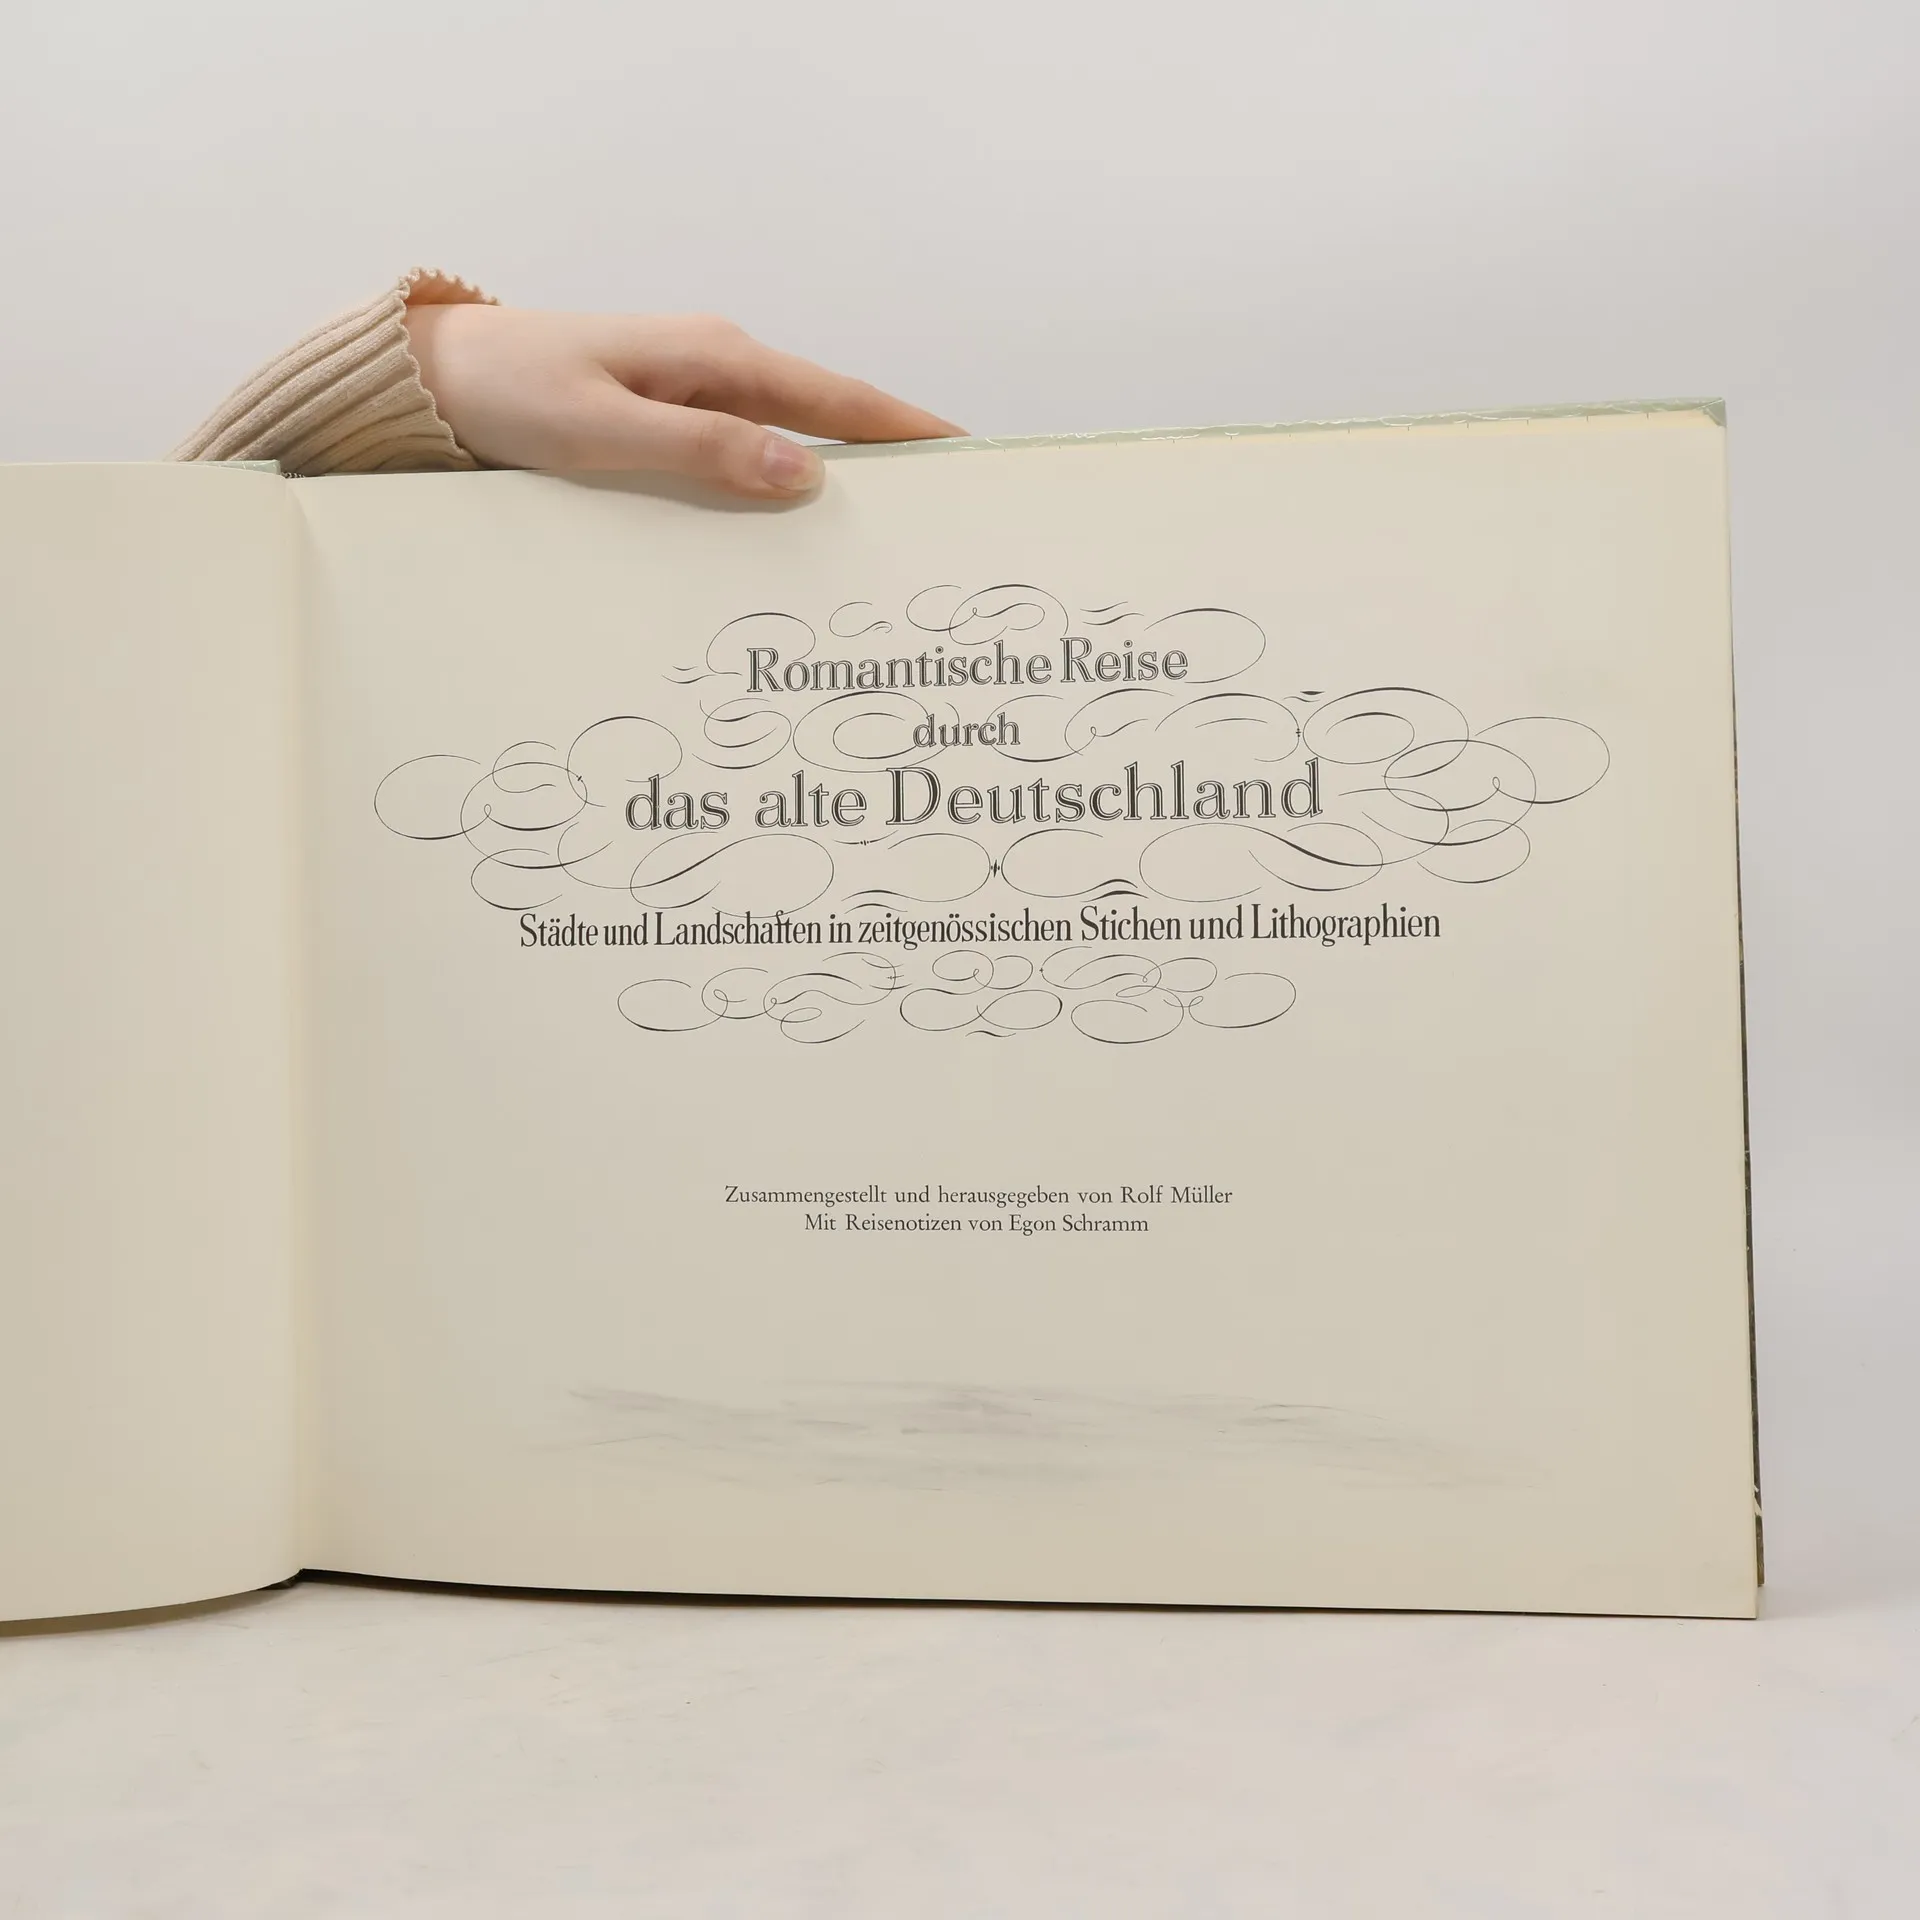 Romantische Reise
durch
das alte Deutschland
Städte und Landschaften in zeitgenössischen Stichen und Lithographien
Zusammengestellt und herausgegeben von Rolf Müller
Mit Reisenotizen von Egon Schramm